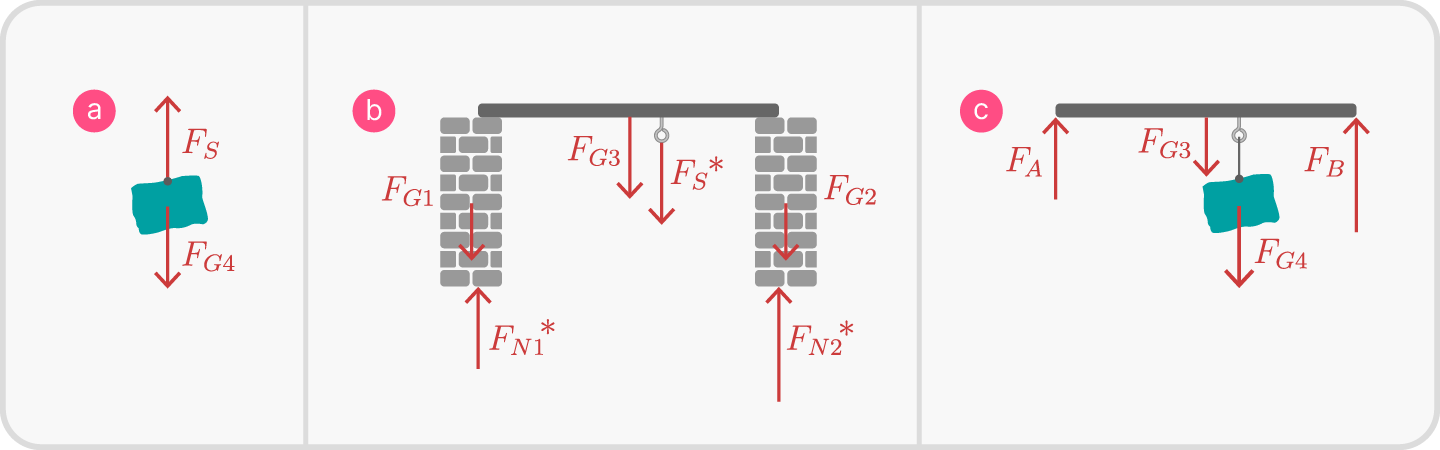 a
F_S
F_{G4}
b
F_{G1}
F_{G3}
F_S*
F_{G2}
F_{N1}*
F_{N2}*
c
F_A
F_{G3}
F_B
F_{G4}